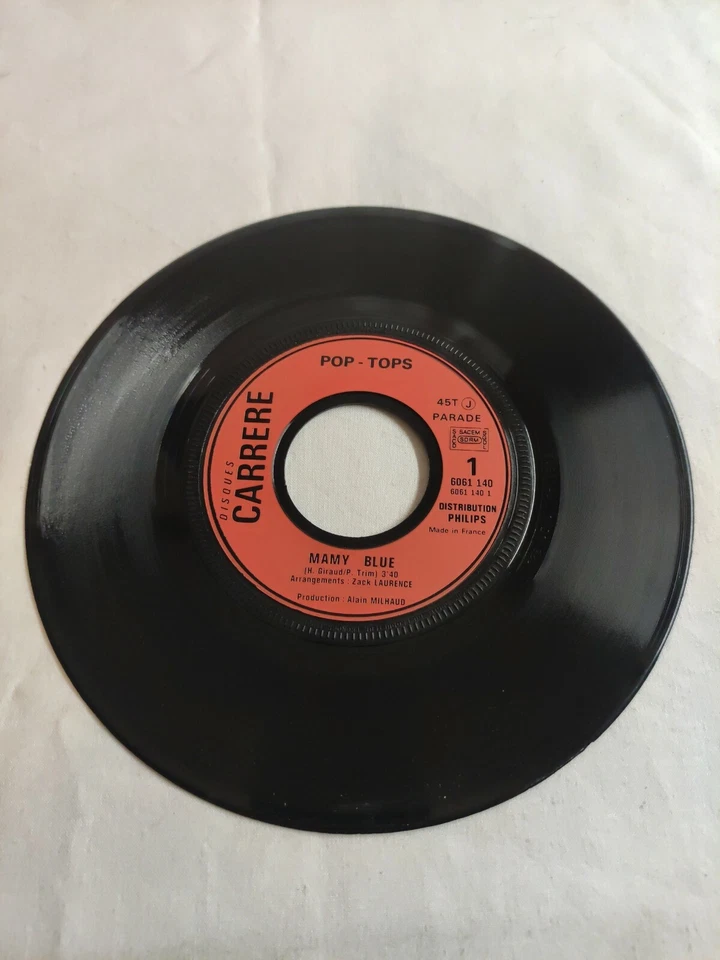 POP - TOPS
DISQUES
CARRERE
45T J
PARADE
SACEM
SDRM
1
6061 140
6061 140 1
DISTRIBUTION
PHILIPS
Made in France
MAMY BLUE
(H. Giraud/P. Trim) 3'40
Arrangements : Zack LAURENCE
Production : Alain MILHAUD